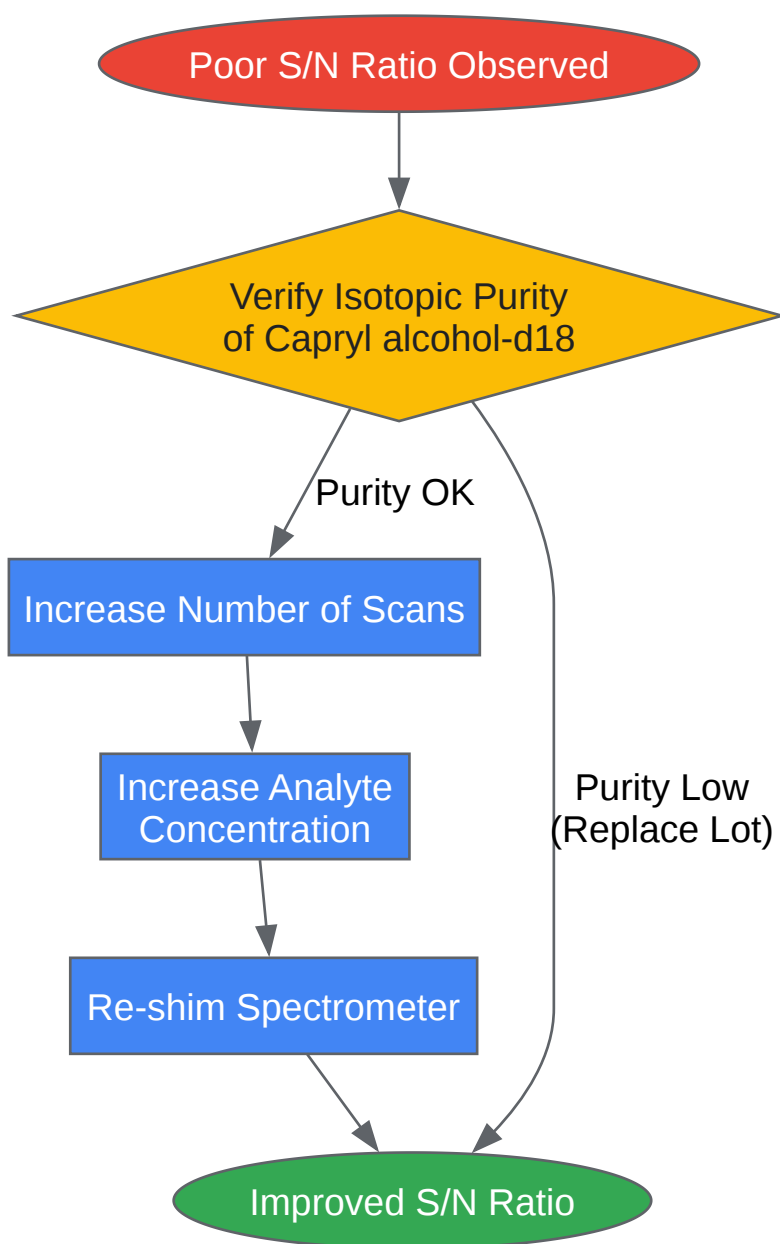 Poor S/N Ratio Observed
Verify Isotopic Purity
of Capryl alcohol-d18
Purity OK
Increase Number of Scans
Increase Analyte
Concentration
Purity Low
(Replace Lot)
Re-shim Spectrometer
Improved S/N Ratio